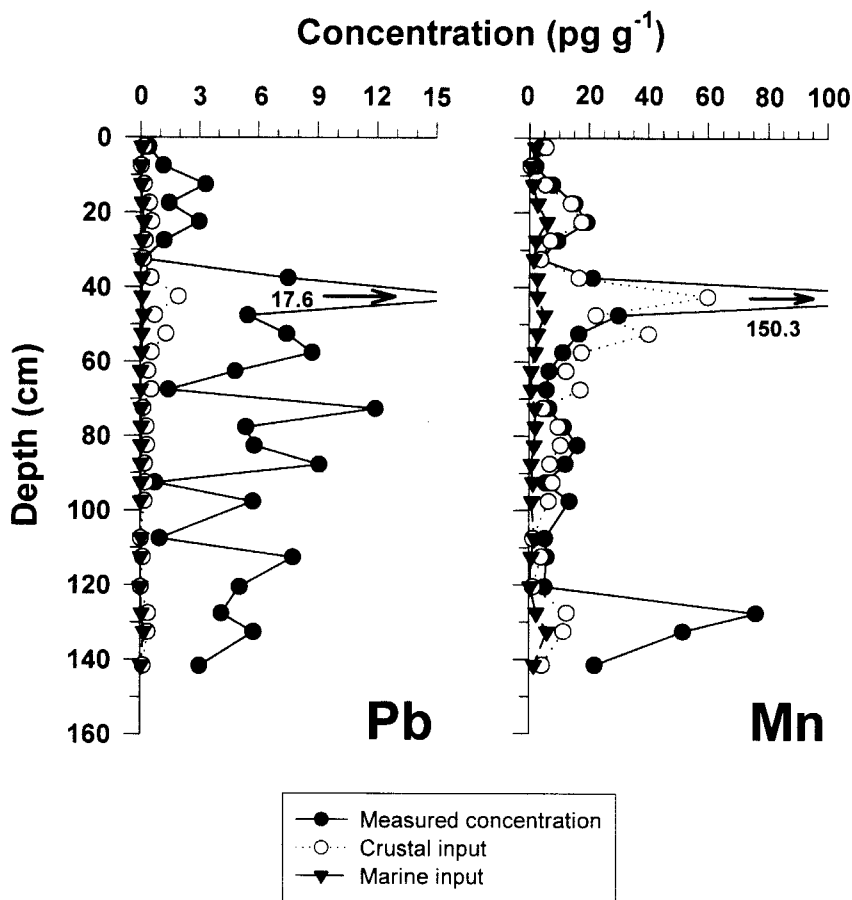 Concentration (pg g-1)
0 3 6 9 12 15
0 20 40 60 80 100
0
20
40
60
80
100
120
140
160
Depth (cm)
17.6
150.3
Pb
Mn
Measured concentration
Crustal input
Marine input